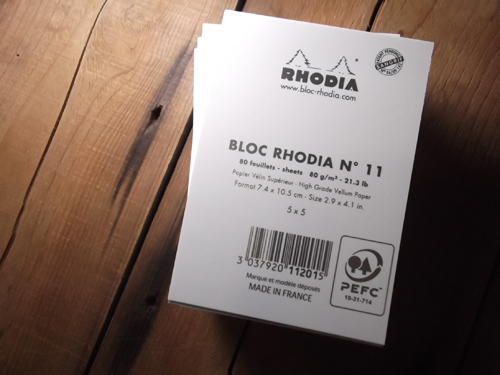 RHODIA
www.bloc-rhodia.com
BLOC RHODIA N° 11
80 feuillets - sheets 80 g/m² - 21.3 lb
Papier Vélin Supérieur - High Grade Vellum Paper
Format 7.4 x 10.5 cm - Size 2.9 x 4.1 in.
5 x 5
3 037920 112015
Marque et modèle déposés
MADE IN FRANCE
PEFC
10-31-714